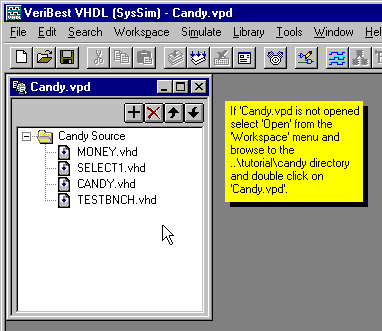 VeriBest VHDL (SysSim) - Candy.vpd
File Edit Search Workspace Simulate Library Tools Window Help
Candy.vpd
Candy Source
MONEY.vhd
SELECT1.vhd
CANDY.vhd
TESTBNCH.vhd
If 'Candy.vpd is not opened
select 'Open' from the
'Workspace' menu and
browse to the
..\tutorial\candy directory
and double click on
'Candy.vpd'.